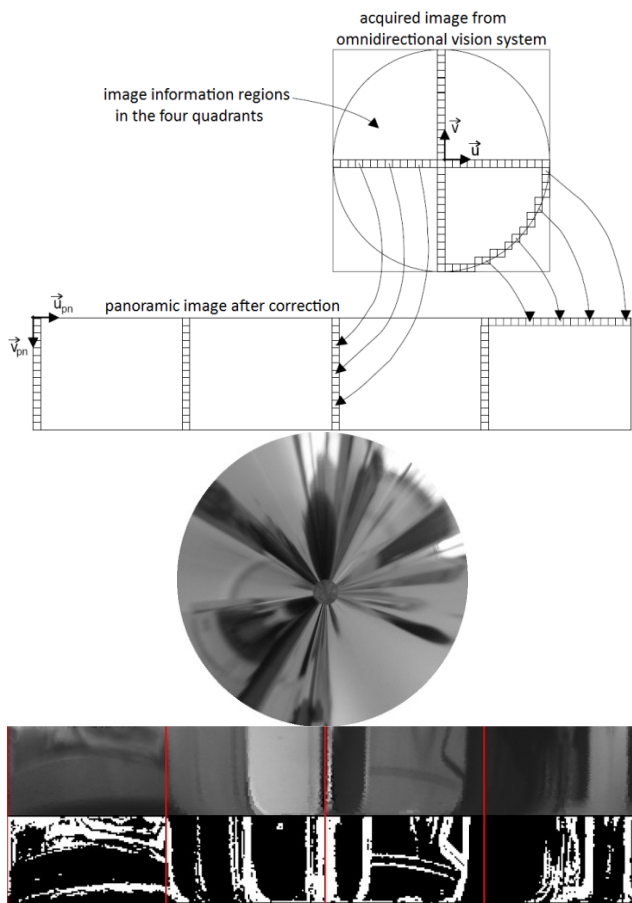 acquired image from
omnidirectional vision system
image information regions
in the four quadrants
v
u
panoramic image after correction
u pn
v pn